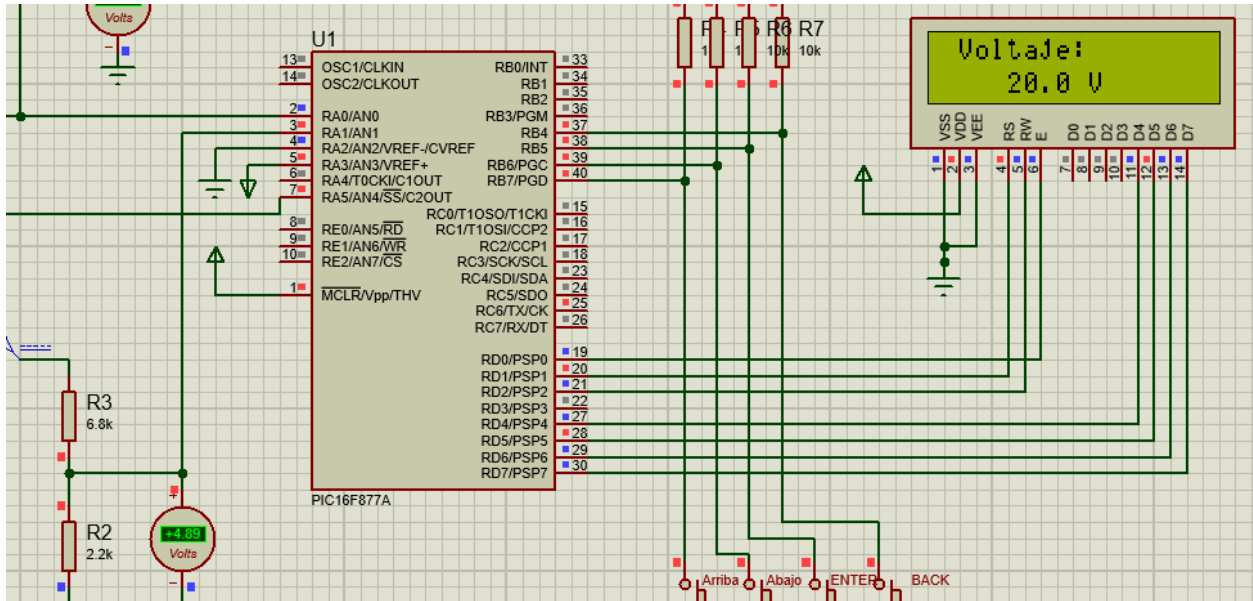 Volts
U1
13 OSC1/CLKIN
14 OSC2/CLKOUT
2 RA0/AN0
3 RA1/AN1
4 RA2/AN2/VREF-/CVREF
5 RA3/AN3/VREF+
6 RA4/T0CKI/C1OUT
7 RA5/AN4/SS/C2OUT
8 RE0/AN5/RD
9 RE1/AN6/WR
10 RE2/AN7/CS
1 MCLR/Vpp/THV
RB0/INT 33
RB1 34
RB2 35
RB3/PGM 36
RB4 37
RB5 38
RB6/PGC 39
RB7/PGD 40
RC0/T1OSO/T1CKI 15
RC1/T1OSI/CCP2 16
RC2/CCP1 17
RC3/SCK/SCL 18
RC4/SDI/SDA 23
RC5/SDO 24
RC6/TX/CK 25
RC7/RX/DT 26
RD0/PSP0 19
RD1/PSP1 20
RD2/PSP2 21
RD3/PSP3 22
RD4/PSP4 27
RD5/PSP5 28
RD6/PSP6 29
RD7/PSP7 30
PIC16F877A
R6 R7
10k 10k
Voltaje:
20.0 V
VSS VDD VEE RS RW E D0 D1 D2 D3 D4 D5 D6 D7
1 2 3 4 5 6 7 8 9 10 11 12 13 14
R3
6.8k
R2
2.2k
+4.89
Volts
Arriba Abajo ENTER BACK